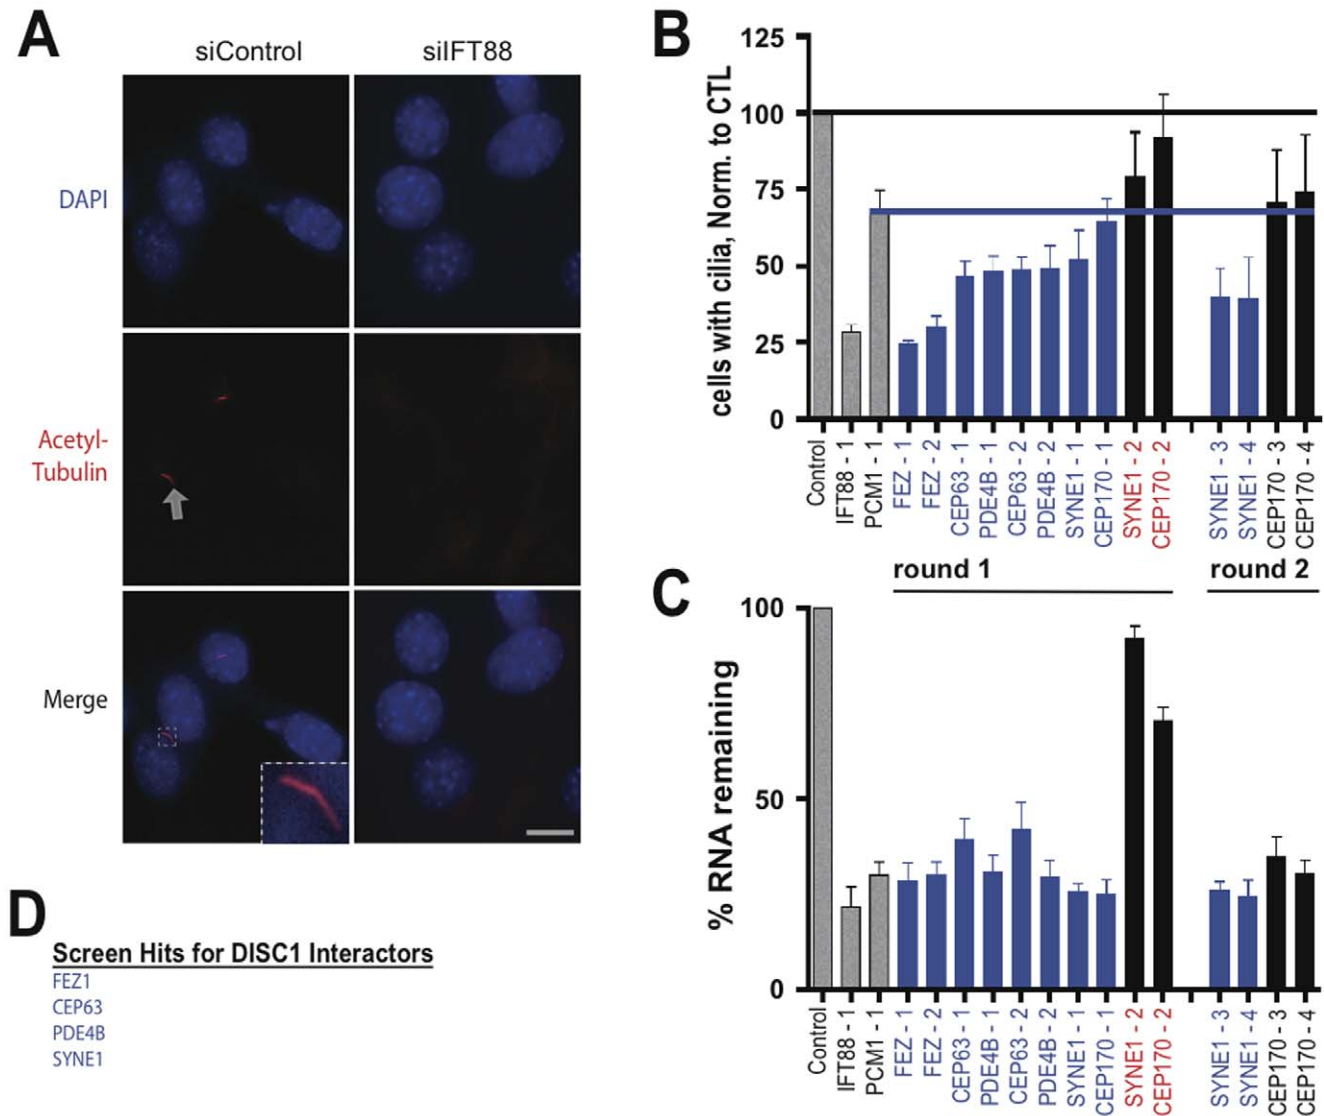 A
siControl
siIFT88
DAPI
Acetyl-
Tubulin
Merge
B
cells with cilia, Norm. to CTL
125
100
75
50
25
0
Control
IFT88 - 1
PCM1 - 1
FEZ - 1
FEZ - 2
CEP63 - 1
PDE4B - 1
CEP63 - 2
PDE4B - 2
SYNE1 - 1
CEP170 - 1
SYNE1 - 2
CEP170 - 2
SYNE1 - 3
SYNE1 - 4
CEP170 - 3
CEP170 - 4
round 1
round 2
C
% RNA remaining
100
50
0
Control
IFT88 - 1
PCM1 - 1
FEZ - 1
FEZ - 2
CEP63 - 1
PDE4B - 1
CEP63 - 2
PDE4B - 2
SYNE1 - 1
CEP170 - 1
SYNE1 - 2
CEP170 - 2
SYNE1 - 3
SYNE1 - 4
CEP170 - 3
CEP170 - 4
D
Screen Hits for DISC1 Interactors
FEZ1
CEP63
PDE4B
SYNE1